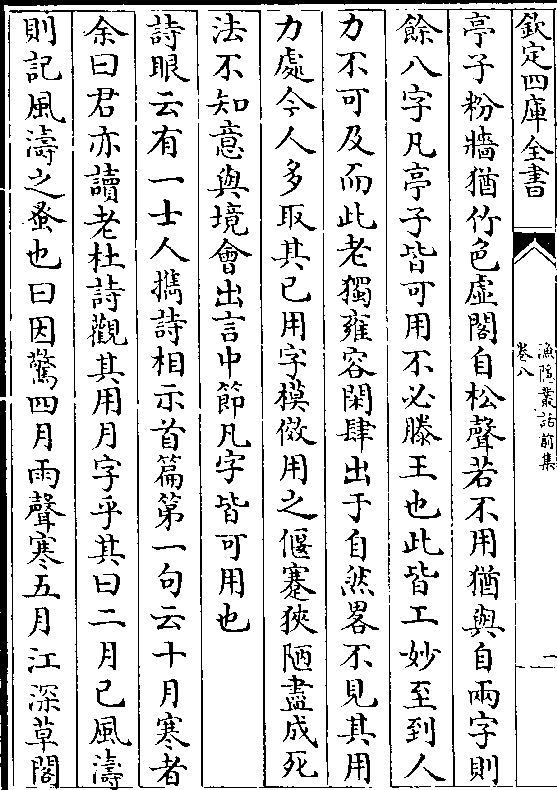 欽定四庫全書
漁隱叢話前集
卷八
一
亭子粉牆猶竹色虛閣自松聲若不用猶與自兩字則
餘八字凡亭子皆可用不必滕王也此皆工妙至到人
力不可及而此老獨雍容閑肆出于自然畧不見其用
力處今人多取其已用字模倣用之偃蹇狹陋盡成死
法不知意與境會出言中節凡字皆可用也
詩眼云有一士人擕詩相示首篇第一句云十月寒者
余曰君亦讀老杜詩觀其用月字乎其曰二月已風濤
則記風濤之蚤也曰因驚四月雨聲寒五月江深草閣